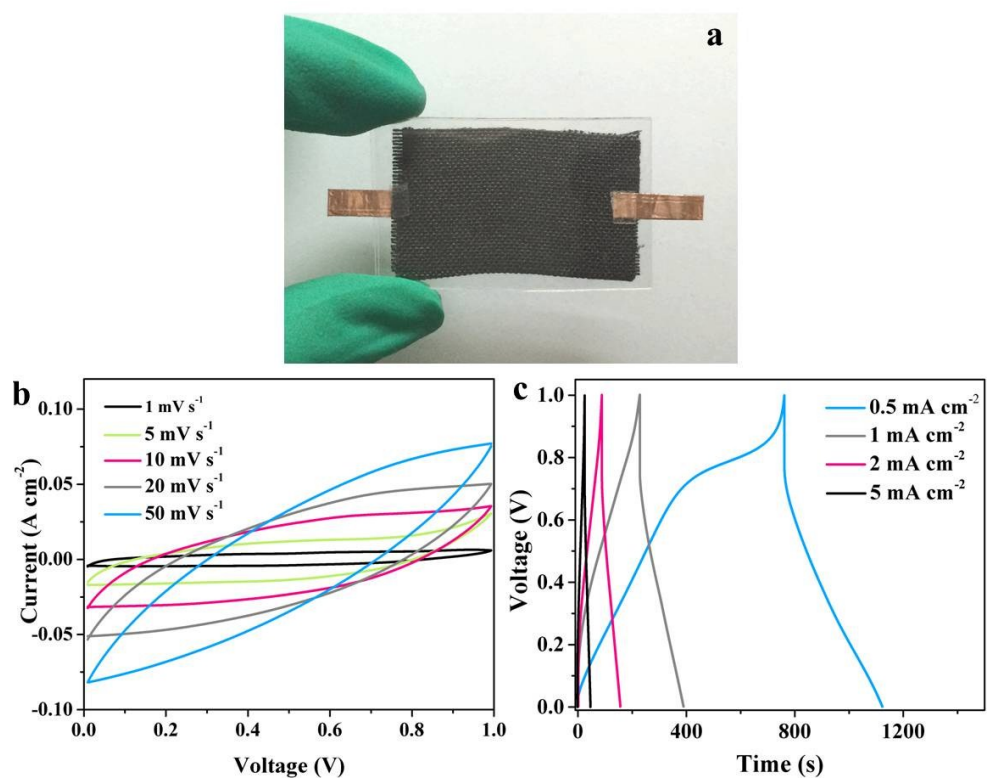 a
b
0.10
0.05
0.00
-0.05
-0.10
Current (A cm-2)
1 mV s-1
5 mV s-1
10 mV s-1
20 mV s-1
50 mV s-1
0.0 0.2 0.4 0.6 0.8 1.0
Voltage (V)
c
1.0
0.8
0.6
0.4
0.2
0.0
Voltage (V)
0.5 mA cm-2
1 mA cm-2
2 mA cm-2
5 mA cm-2
0 400 800 1200
Time (s)